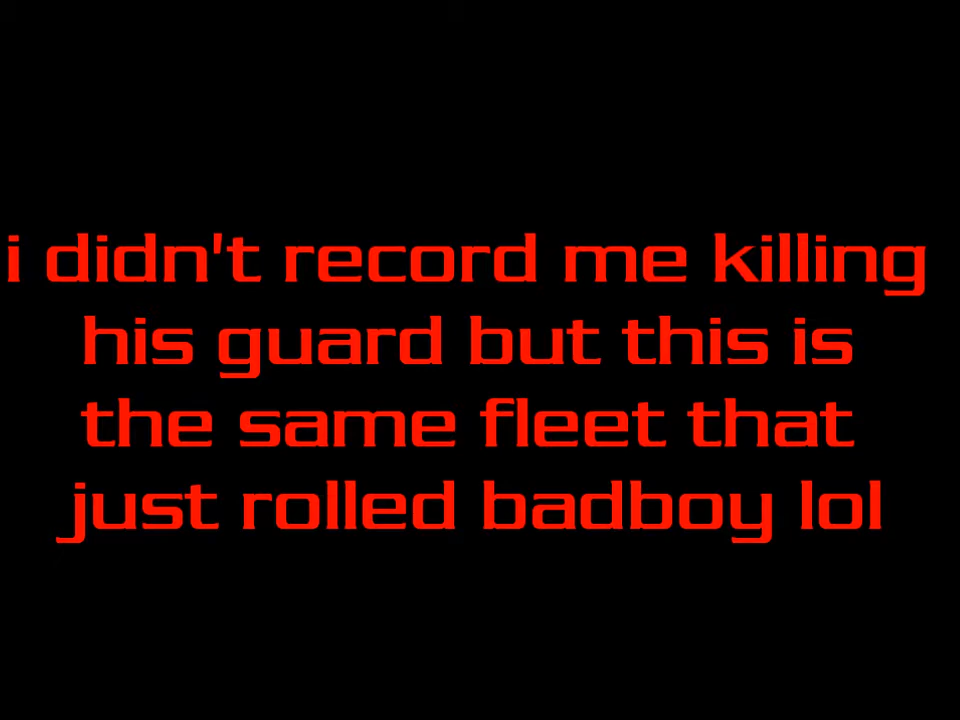 i didn't record me killing
his guard but this is
the same fleet that
just rolled badboy lol